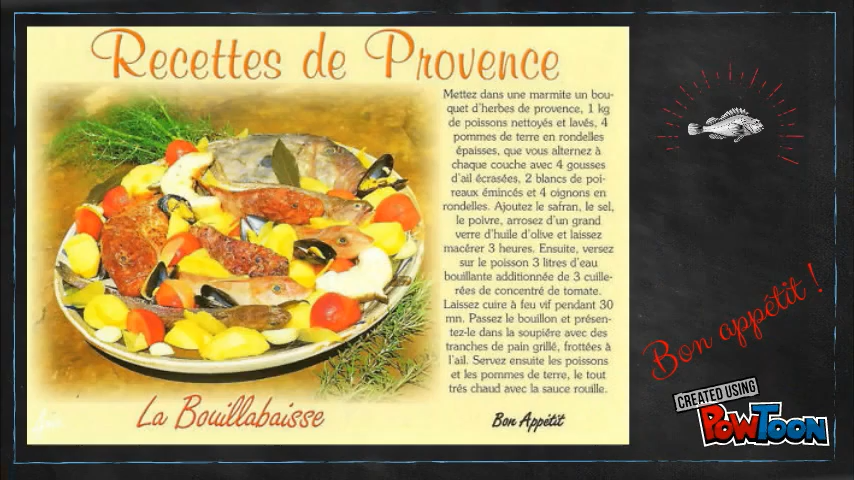 Recettes de Provence
Mettez dans une marmite un bou-
quet d'herbes de provence, 1 kg
de poissons nettoyés et lavés, 4
pommes de terre en rondelles
épaisses, que vous alternez à
chaque couche avec 4 gousses
d'ail écrasées, 2 blancs de poi-
reaux émincés et 4 oignons en
rondelles. Ajoutez le safran, le sel,
le poivre, arrosez d'un grand
verre d'huile d'olive et laissez
macérer 3 heures. Ensuite, versez
sur le poisson 3 litres d'eau
bouillante additionnée de 3 cuille-
rées de concentré de tomate.
Laissez cuire à feu vif pendant 30
mn. Passez le bouillon et présen-
tez-le dans la soupière avec des
tranches de pain grillé, frottées à
l'ail. Servez ensuite les poissons
et les pommes de terre, le tout
trés chaud avec la sauce rouille.
La Bouillabaisse
Bon Appétit
Bon appétit !
CREATED USING
POWTOON